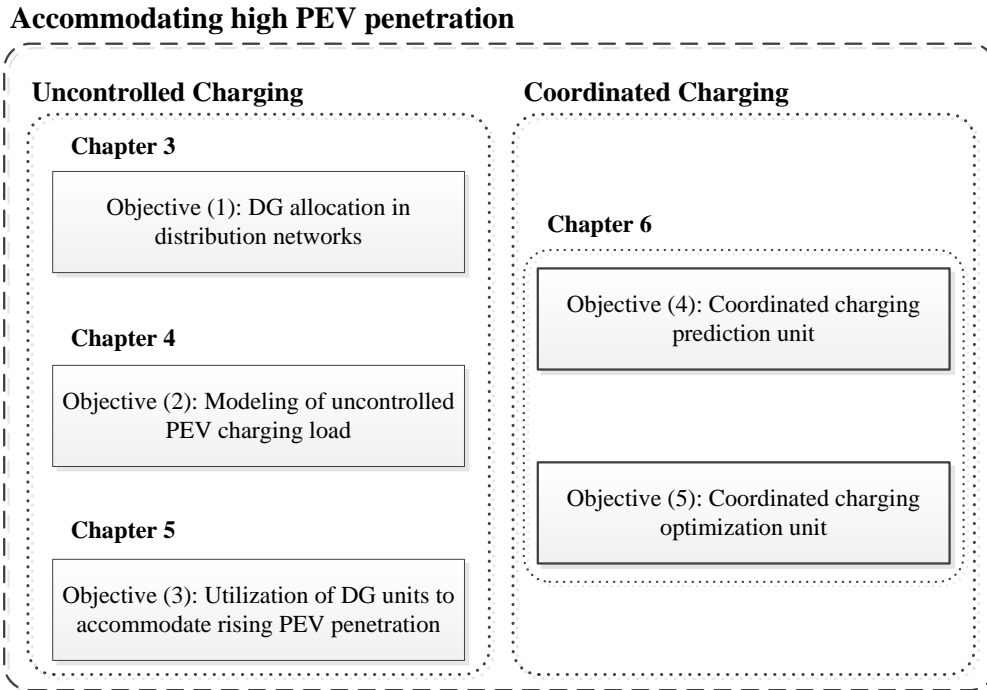 Accommodating high PEV penetration
Uncontrolled Charging
Chapter 3
Objective (1): DG allocation in
distribution networks
Chapter 4
Objective (2): Modeling of uncontrolled
PEV charging load
Chapter 5
Objective (3): Utilization of DG units to
accommodate rising PEV penetration
Coordinated Charging
Chapter 6
Objective (4): Coordinated charging
prediction unit
Objective (5): Coordinated charging
optimization unit